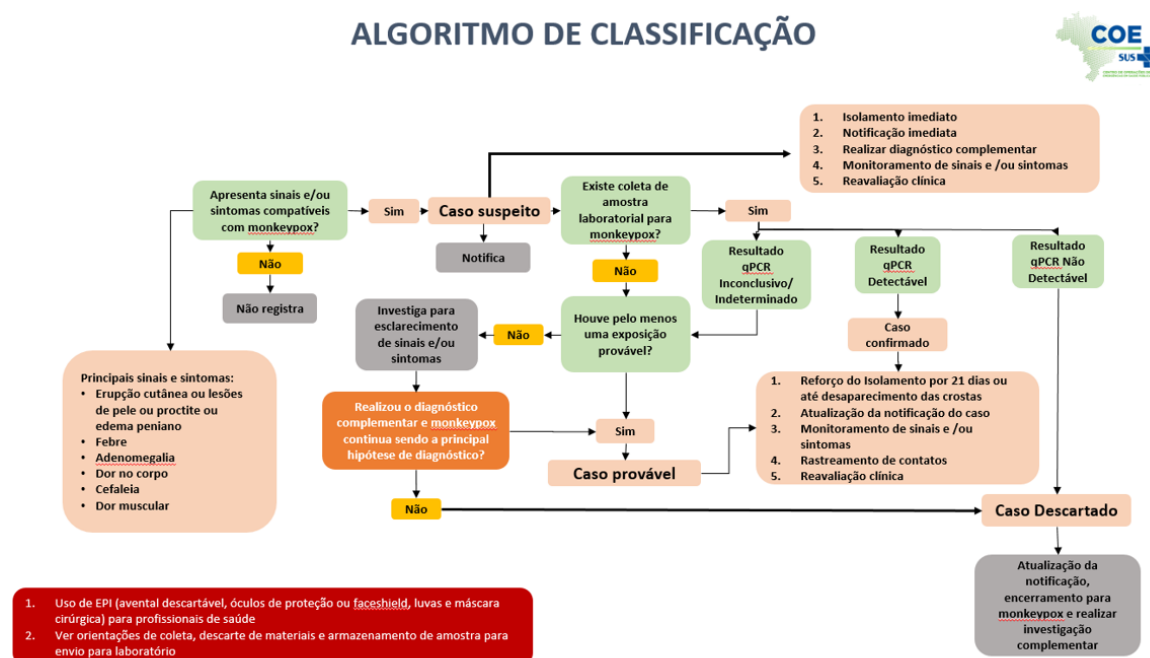 ALGORITMO DE CLASSIFICAÇÃO
COE
SUS
1. Isolamento imediato
2. Notificação imediata
3. Realizar diagnóstico complementar
4. Monitoramento de sinais e /ou sintomas
5. Reavaliação clínica
Apresenta sinais e/ou
sintomas compatíveis
com monkeypox?
Sim
Caso suspeito
Existe coleta de
amostra
laboratorial para
monkeypox?
Sim
Não
Não registra
Notifica
Não
Resultado
qPCR
Inconclusivo/
Indeterminado
Resultado
qPCR
Detectável
Resultado
qPCR Não
Detectável
Investiga para
esclarecimento
de sinais e/ou
sintomas
Não
Houve pelo menos
uma exposição
provável?
Caso
confirmado
Principais sinais e sintomas:
• Erupção cutânea ou lesões
de pele ou proctite ou
edema peniano
• Febre
• Adenomegalia
• Dor no corpo
• Cefaleia
• Dor muscular
Realizou o diagnóstico
complementar e monkeypox
continua sendo a principal
hipótese de diagnóstico?
Sim
Caso provável
1. Reforço do Isolamento por 21 dias ou
até desaparecimento das crostas
2. Atualização da notificação do caso
3. Monitoramento de sinais e /ou
sintomas
4. Rastreamento de contatos
5. Reavaliação clínica
Não
Caso Descartado
Atualização da
notificação,
encerramento para
monkeypox e realizar
investigação
complementar
1. Uso de EPI (avental descartável, óculos de proteção ou faceshield, luvas e máscara
cirúrgica) para profissionais de saúde
2. Ver orientações de coleta, descarte de materiais e armazenamento de amostra para
envio para laboratório